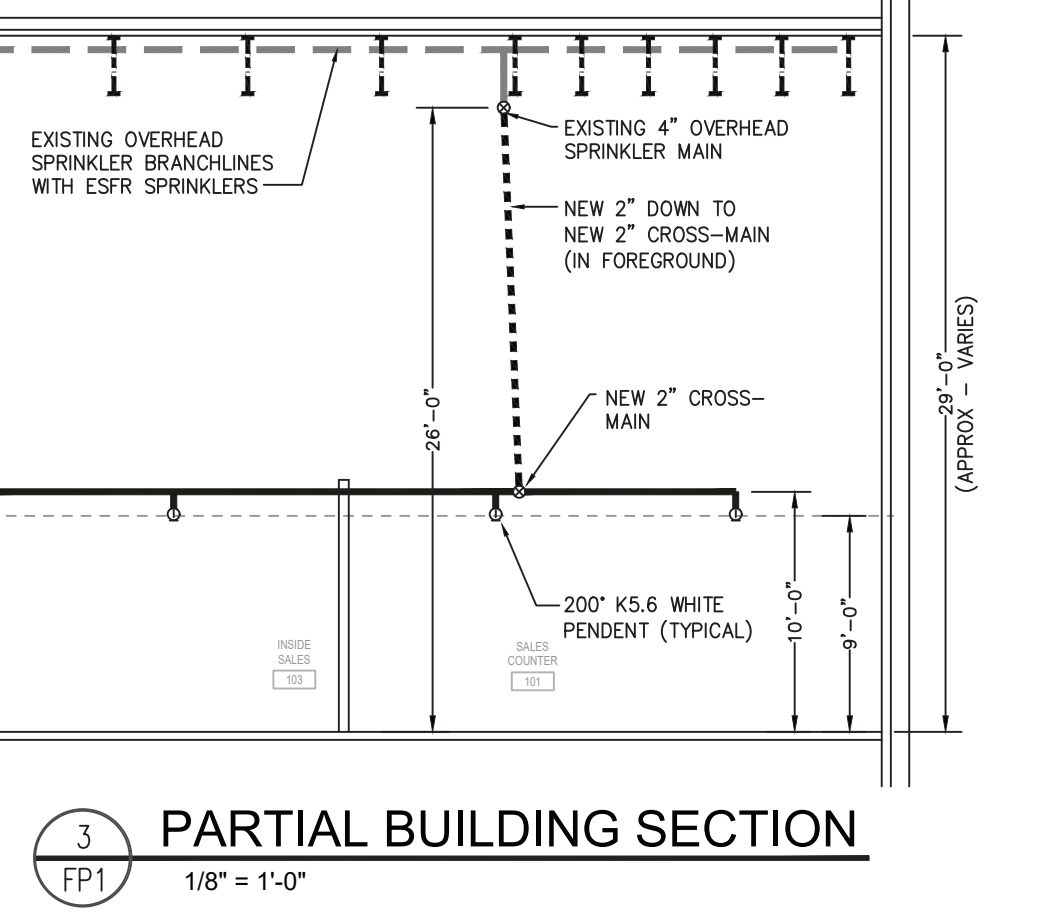 EXISTING OVERHEAD
SPRINKLER BRANCHLINES
WITH ESFR SPRINKLERS
EXISTING 4” OVERHEAD
SPRINKLER MAIN
NEW 2” DOWN TO
NEW 2” CROSS–MAIN
(IN FOREGROUND)
26’–0”
NEW 2” CROSS–
MAIN
29’–0”
(APPROX – VARIES)
200° K5.6 WHITE
PENDENT (TYPICAL)
10’–0”
9’–0”
INSIDE
SALES
103
SALES
COUNTER
101
3
FP1
PARTIAL BUILDING SECTION
1/8" = 1'-0"